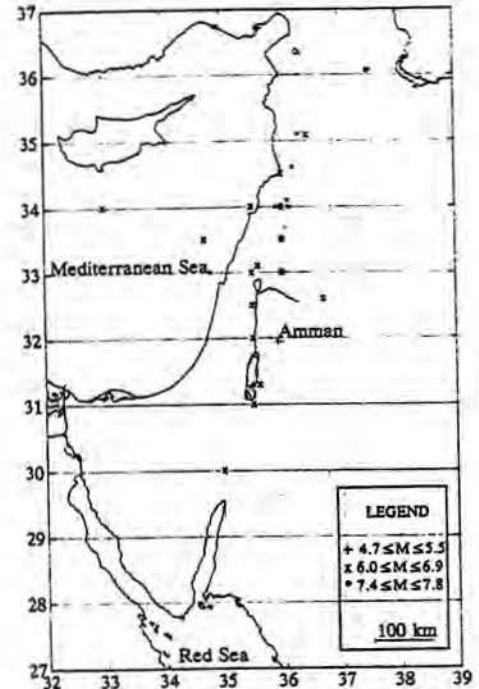 37
36
35
34
33
32
31
30
29
28
27
Mediterranean Sea
Amman
Red Sea
LEGEND
+ 4.7≤M≤5.5
x 6.0≤M≤6.9
* 7.4≤M≤7.8
100 km
32 33 34 35 36 37 38 39